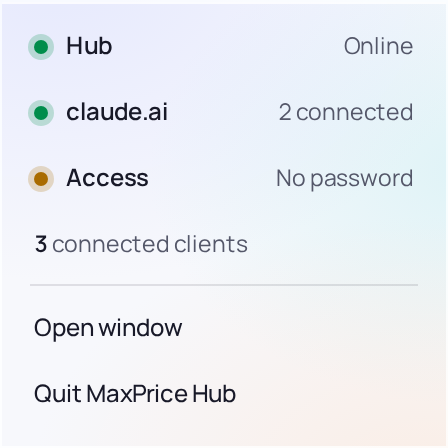 Hub Online
claude.ai 2 connected
Access No password
3 connected clients
Open window
Quit MaxPrice Hub